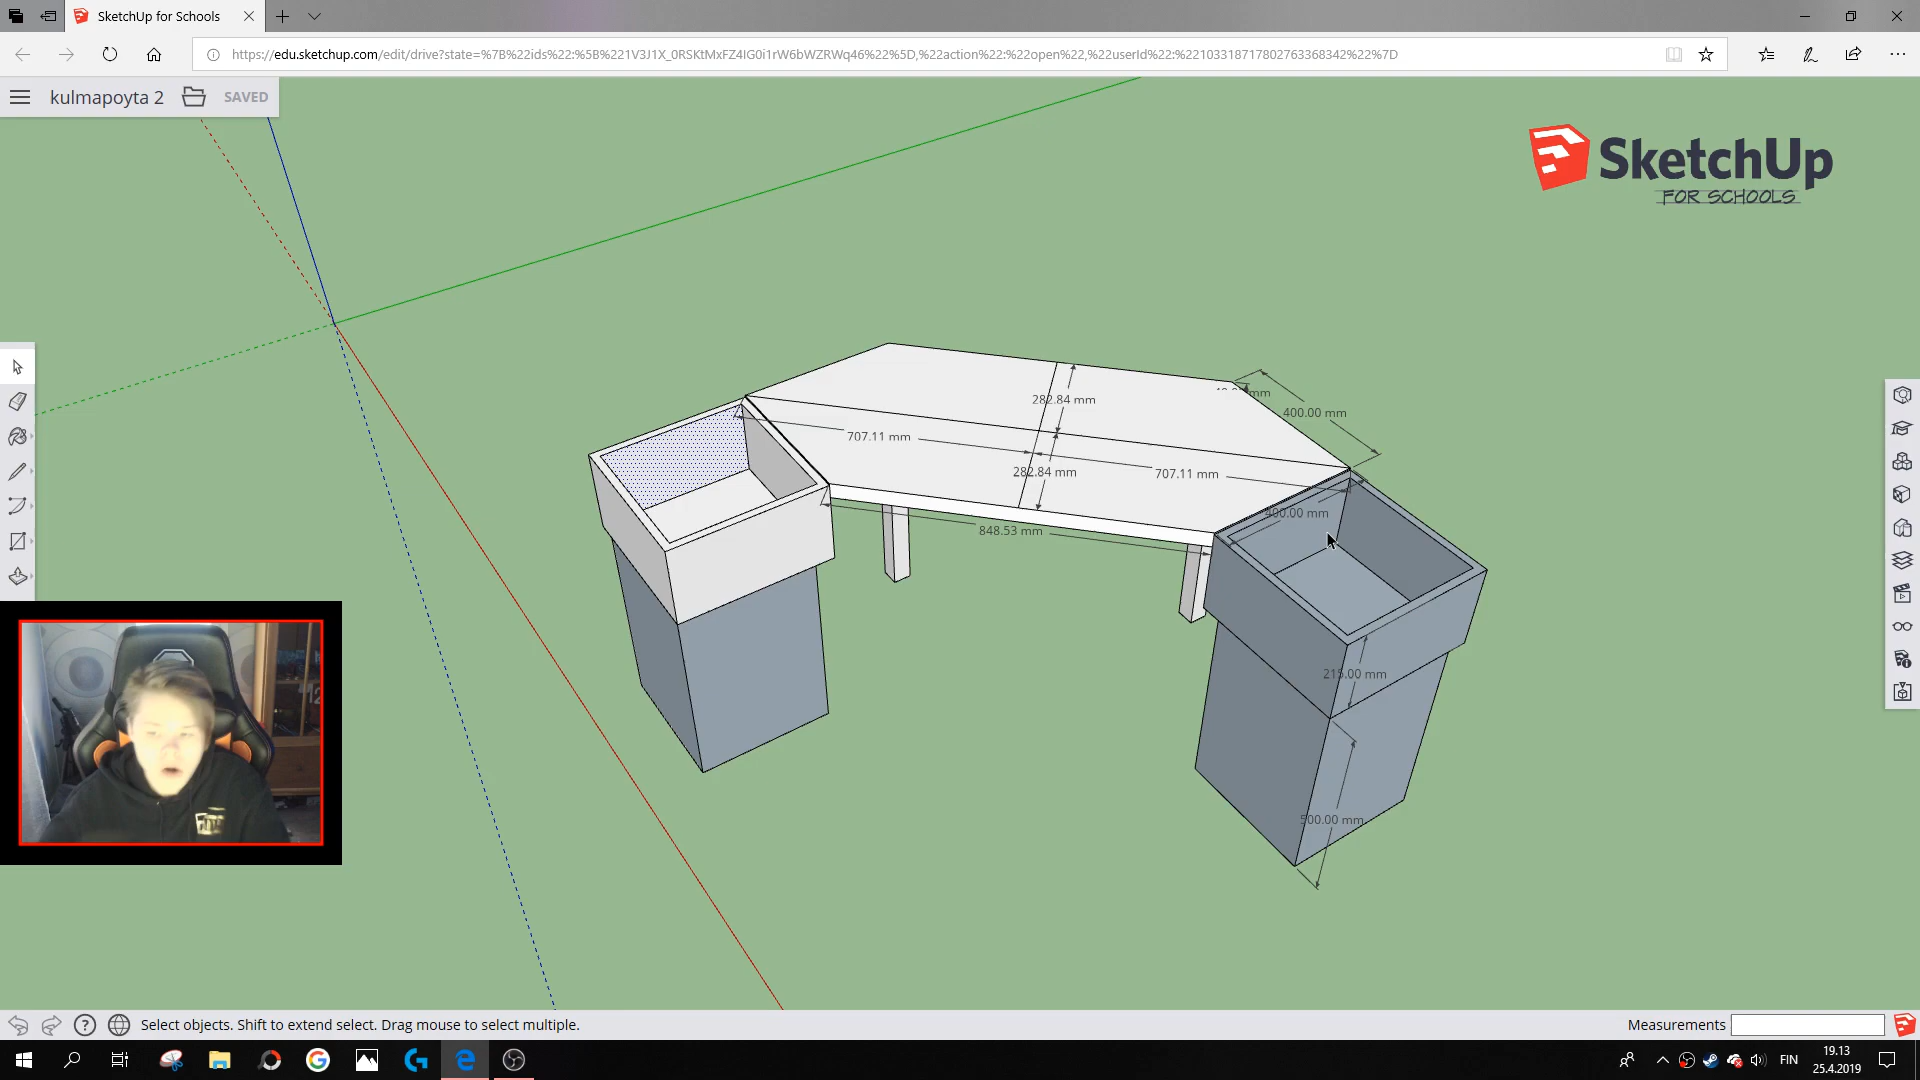 SketchUp for Schools
https://edu.sketchup.com/edit/drive?state=%7B%22ids%22:%5B%221V3J1X_0RSKtMxFZ4IG0i1rW6bWZRWq46%22%5D,%22action%22:%22open%22,%22userId%22:%22103318717802763368342%22%7D
kulmapoyta 2
SAVED
SketchUp
FOR SCHOOLS
282.84 mm
400.00 mm
707.11 mm
282.84 mm
707.11 mm
400.00 mm
848.53 mm
215.00 mm
500.00 mm
Select objects. Shift to extend select. Drag mouse to select multiple.
Measurements
FIN
19.13
25.4.2019